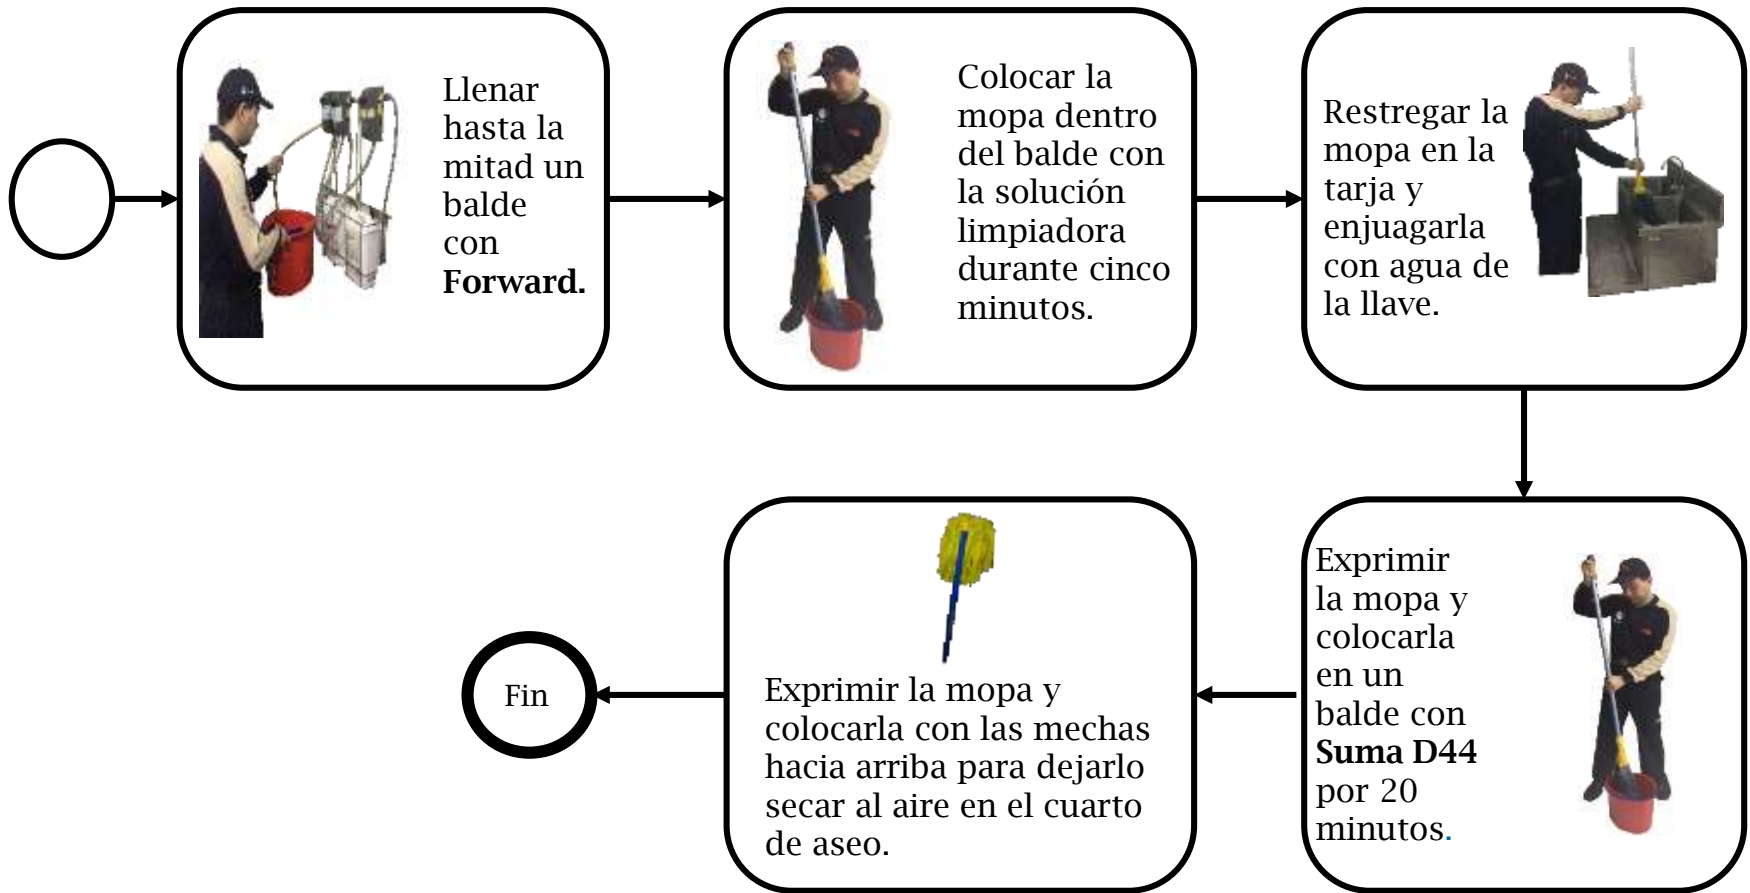 Llenar
hasta la
mitad un
balde
con
Forward.
Colocar la
mopa dentro
del balde con
la solución
limpiadora
durante cinco
minutos.
Restregar la
mopa en la
tarja y
enjuagarla
con agua de
la llave.
Exprimir
la mopa y
colocarla
en un
balde con
Suma D44
por 20
minutos.
Exprimir la mopa y
colocarla con las mechas
hacia arriba para dejarlo
secar al aire en el cuarto
de aseo.
Fin